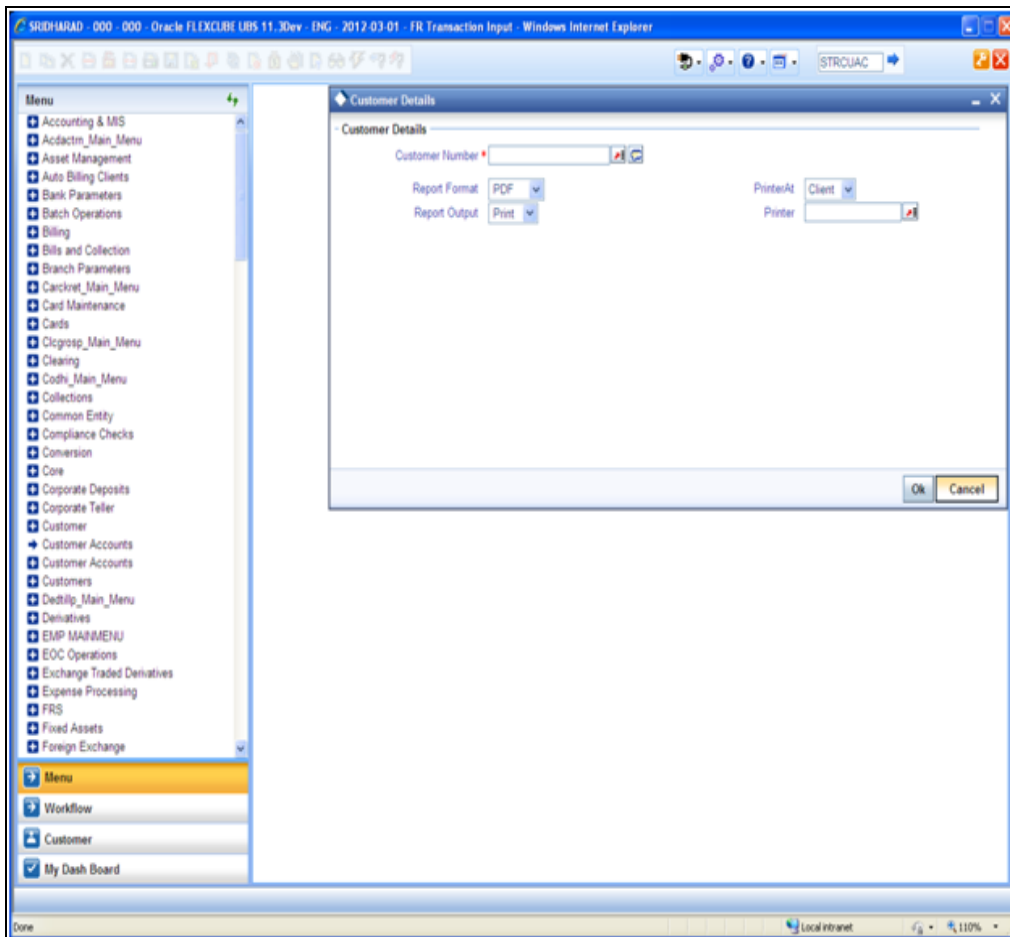 SRIDHARAD - 000 - 000 - Oracle FLEXCUBE UBS 11.3Dev - ENG - 2012-03-01 - FR Transaction Input - Windows Internet Explorer
STRCUAC
Menu
Accounting & MIS
Acdactrn_Main_Menu
Asset Management
Auto Billing Clients
Bank Parameters
Batch Operations
Billing
Bills and Collection
Branch Parameters
Carckret_Main_Menu
Card Maintenance
Cards
Clcgrosp_Main_Menu
Clearing
Codhi_Main_Menu
Collections
Common Entity
Compliance Checks
Conversion
Core
Corporate Deposits
Corporate Teller
Customer
Customer Accounts
Customer Accounts
Customers
Dedtillp_Main_Menu
Derivatives
EMP MAINMENU
EOC Operations
Exchange Traded Derivatives
Expense Processing
FRS
Fixed Assets
Foreign Exchange
Menu
Workflow
Customer
My Dash Board
Customer Details
Customer Details
Customer Number *
Report Format PDF
PrinterAt Client
Report Output Print
Printer
Ok Cancel
Done
Local intranet
110%